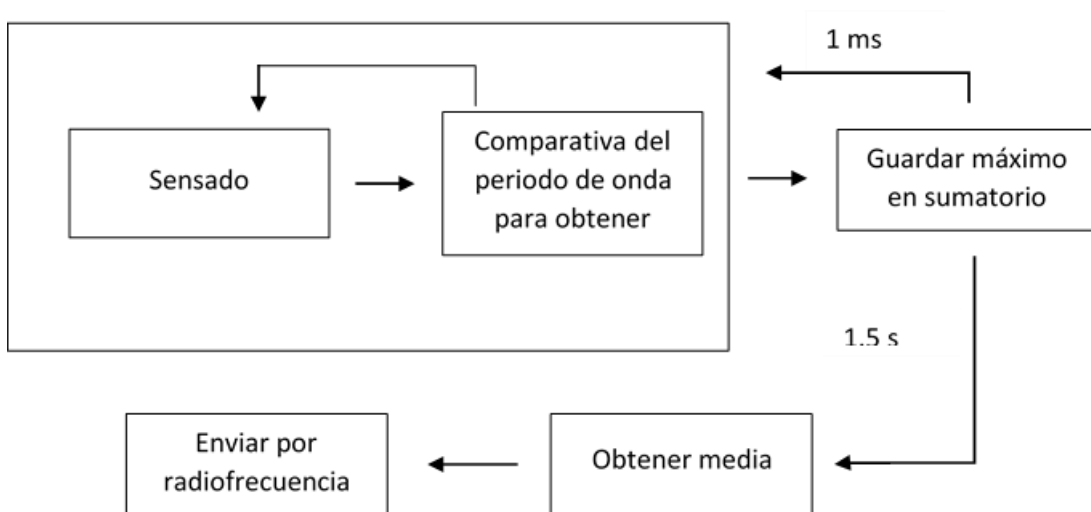 1 ms
Sensado
Comparativa del
periodo de onda
para obtener
Guardar máximo
en sumatorio
1.5 s
Enviar por
radiofrecuencia
Obtener media